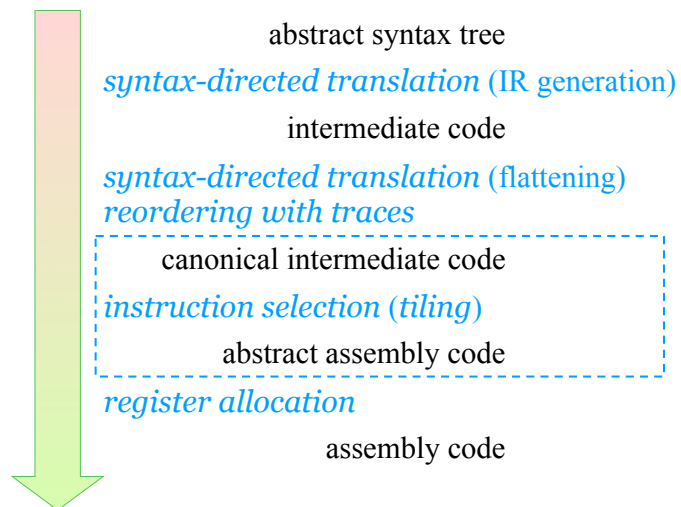 abstract syntax tree
syntax-directed translation (IR generation)
intermediate code
syntax-directed translation (flattening)
reordering with traces
canonical intermediate code
instruction selection (tiling)
abstract assembly code
register allocation
assembly code